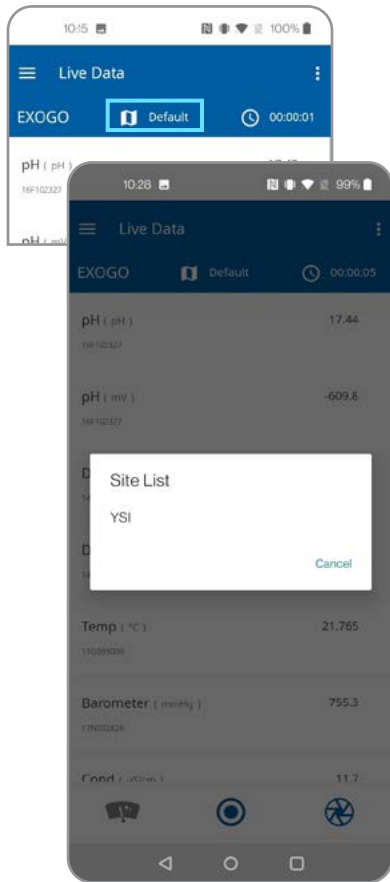 10:15
100%
Live Data
EXOGO
Default
00:00:01
pH ( pH )
16F102327
10:28
99%
Live Data
EXOGO
Default
00:00:05
pH ( pH )
17.44
16F102327
pH ( mV )
-609.8
16F102327
Site List
YSI
Cancel
Temp ( °C )
21.765
Barometer ( mmHg )
755.3
Cond ( uS/cm )
11.7